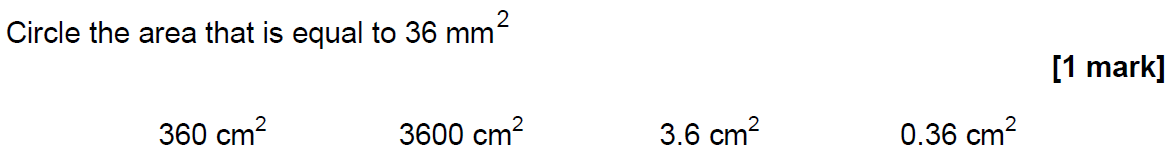 Circle the area that is equal to 36 mm²
[1 mark]
360 cm² 3600 cm² 3.6 cm² 0.36 cm²